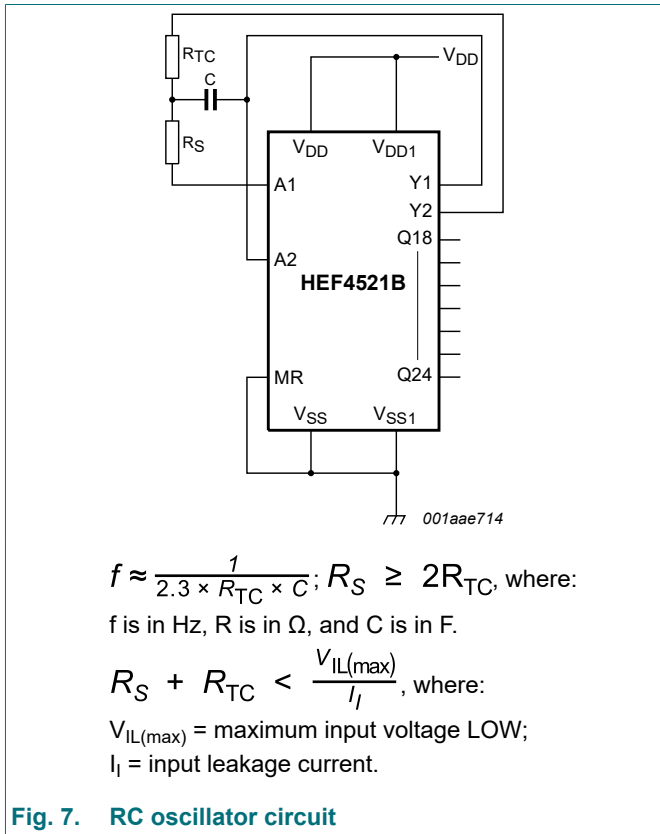 R_TC
C
R_S
V_DD
V_DD
V_DD1
A1
Y1
Y2
Q18
A2
HEF4521B
MR
Q24
V_SS
V_SS1
001aae714
f ≈ 1 / (2.3 × R_TC × C); R_S ≥ 2R_TC, where:
f is in Hz, R is in Ω, and C is in F.
R_S + R_TC < V_IL(max) / I_I, where:
V_IL(max) = maximum input voltage LOW;
I_I = input leakage current.
Fig. 7. RC oscillator circuit